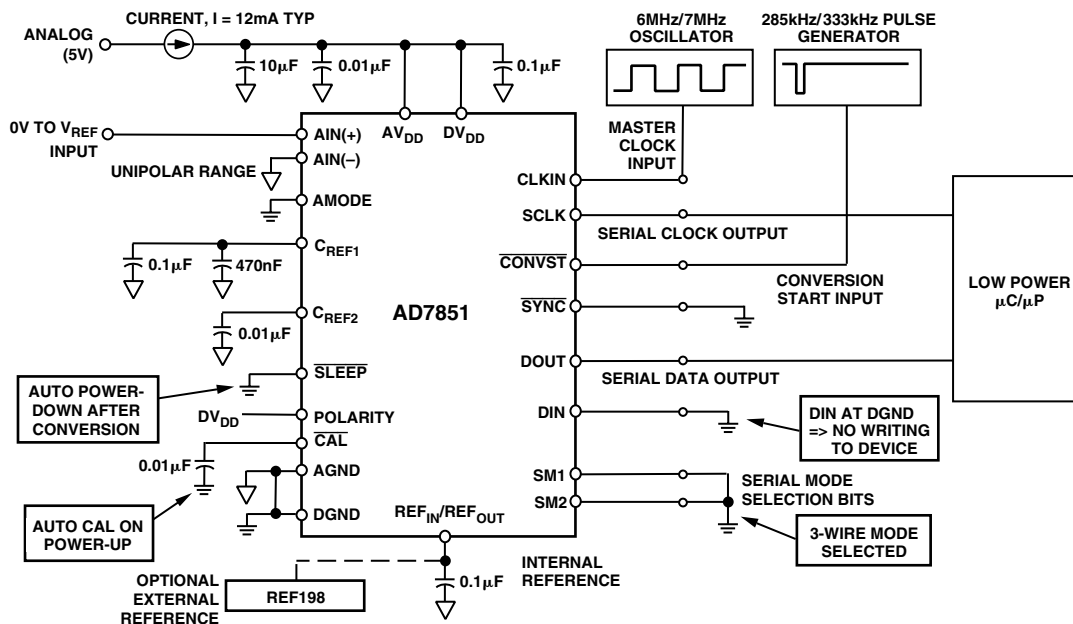 CURRENT, I = 12mA TYP
ANALOG
(5V)
10µF
0.01µF
0.1µF
6MHz/7MHz
OSCILLATOR
285kHz/333kHz PULSE
GENERATOR
0V TO VREF
INPUT
AIN(+)
AVDD
DVDD
MASTER
CLOCK
INPUT
AIN(–)
UNIPOLAR RANGE
CLKIN
AMODE
SCLK
SERIAL CLOCK OUTPUT
CREF1
0.1µF
470nF
CONVST
CONVERSION
START INPUT
LOW POWER
µC/µP
AD7851
SYNC
CREF2
0.01µF
DOUT
SERIAL DATA OUTPUT
SLEEP
AUTO POWER-
DOWN AFTER
CONVERSION
DVDD
POLARITY
DIN
DIN AT DGND
=> NO WRITING
TO DEVICE
CAL
0.01µF
AGND
SM1
SERIAL MODE
SELECTION BITS
SM2
AUTO CAL ON
POWER-UP
DGND
REFIN/REFOUT
3-WIRE MODE
SELECTED
INTERNAL
REFERENCE
OPTIONAL
EXTERNAL
REFERENCE
REF198
0.1µF